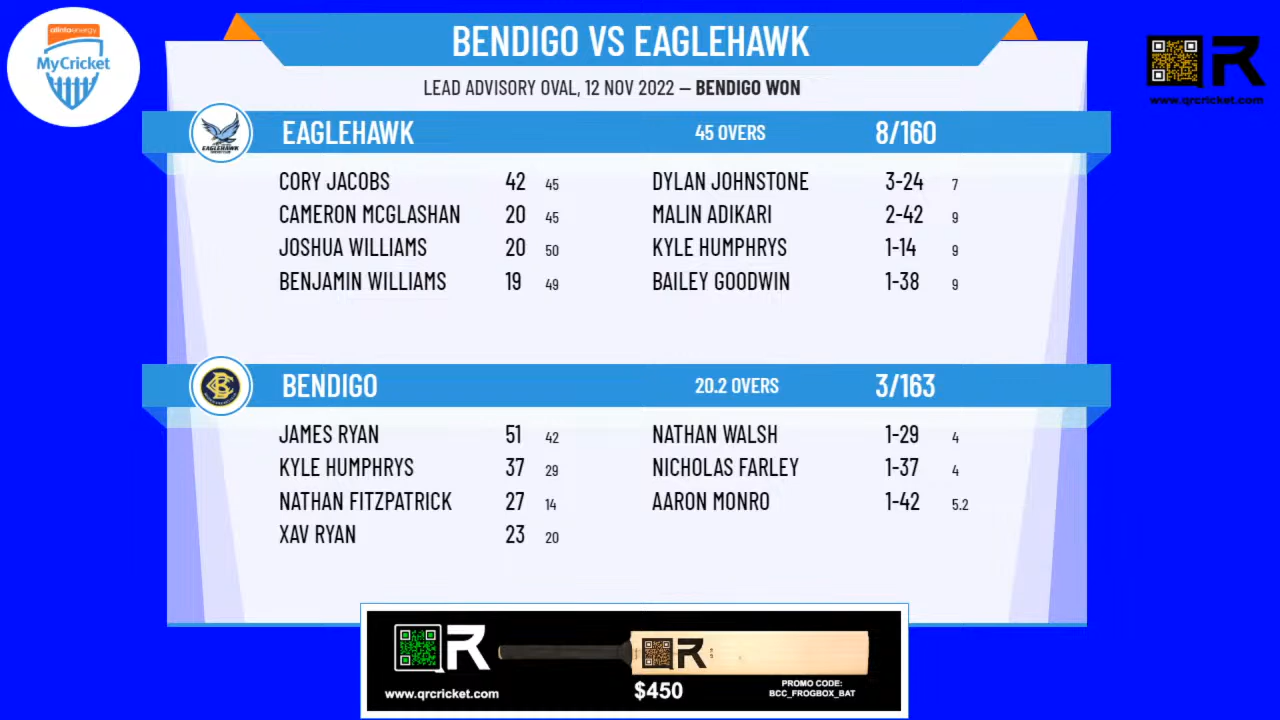 alintaenergy
MyCricket
BENDIGO VS EAGLEHAWK
LEAD ADVISORY OVAL, 12 NOV 2022 – BENDIGO WON
R
www.qrcricket.com
EAGLEHAWK 45 OVERS 8/160
EAGLEHAWK
CORY JACOBS 42 45 DYLAN JOHNSTONE 3-24 7
CAMERON MCGLASHAN 20 45 MALIN ADIKARI 2-42 9
JOSHUA WILLIAMS 20 50 KYLE HUMPHRYS 1-14 9
BENJAMIN WILLIAMS 19 49 BAILEY GOODWIN 1-38 9
BENDIGO 20.2 OVERS 3/163
JAMES RYAN 51 42 NATHAN WALSH 1-29 4
KYLE HUMPHRYS 37 29 NICHOLAS FARLEY 1-37 4
NATHAN FITZPATRICK 27 14 AARON MONRO 1-42 5.2
XAV RYAN 23 20
R
R
www.qrcricket.com
$450
PROMO CODE:
BCC_FROGBOX_BAT